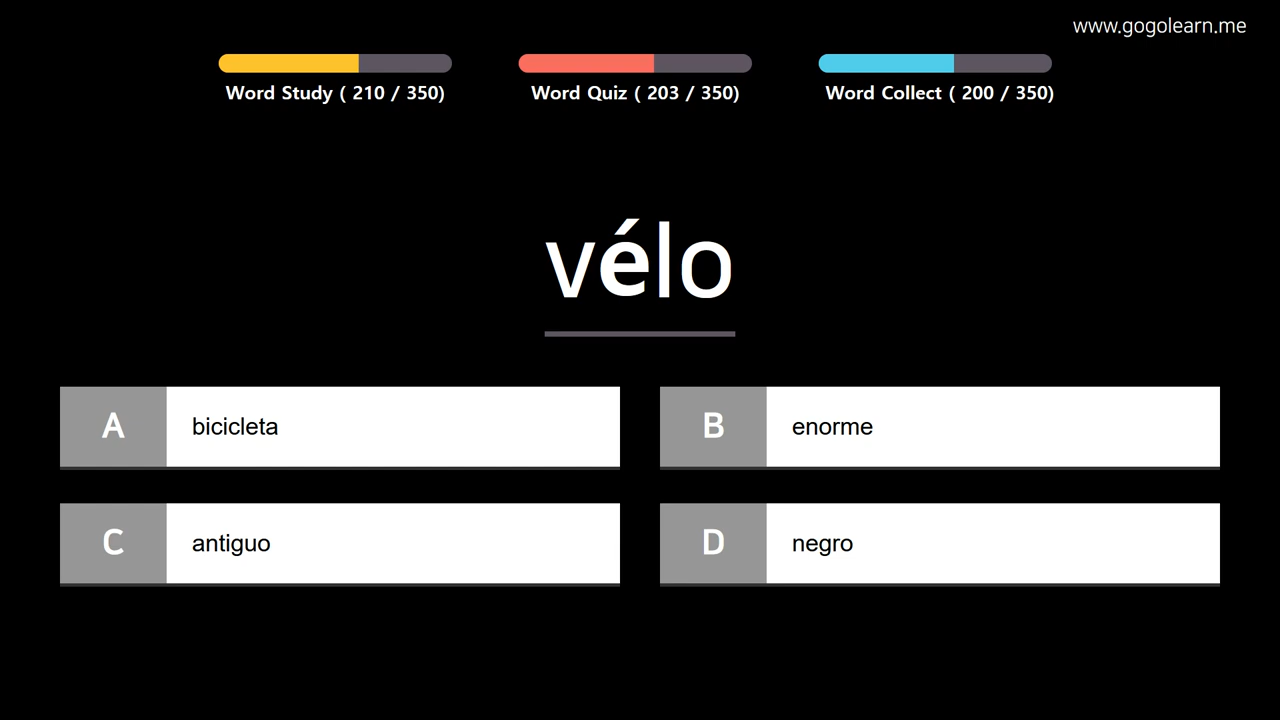 www.gogolearn.me
Word Study ( 210 / 350)
Word Quiz ( 203 / 350)
Word Collect ( 200 / 350)
vélo
A bicicleta
B enorme
C antiguo
D negro